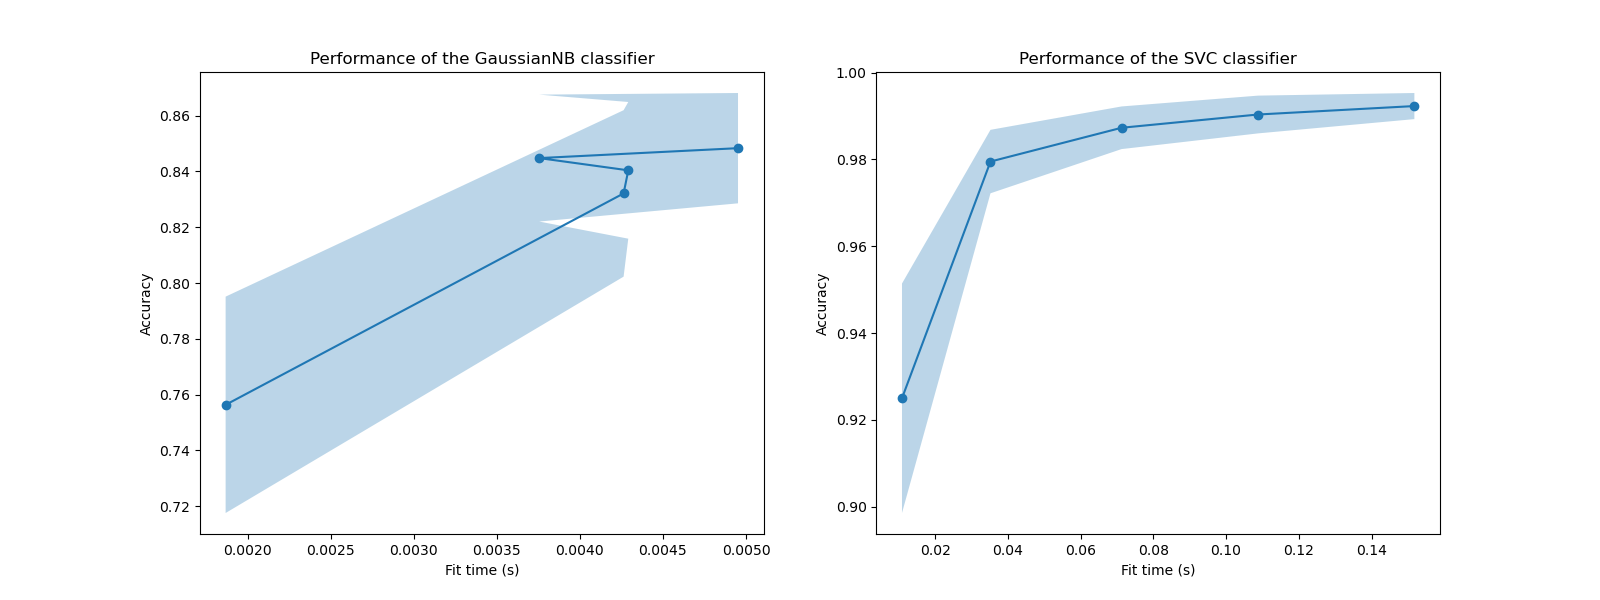 Performance of the GaussianNB classifier
0.86
0.84
0.82
0.80
0.78
0.76
0.74
0.72
Accuracy
0.0020 0.0025 0.0030 0.0035 0.0040 0.0045 0.0050
Fit time (s)
Performance of the SVC classifier
1.00
0.98
0.96
0.94
0.92
0.90
Accuracy
0.02 0.04 0.06 0.08 0.10 0.12 0.14
Fit time (s)